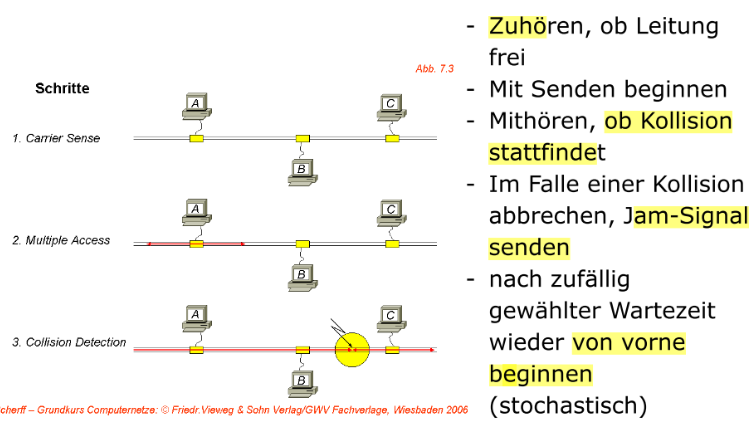 Abb. 7.3
Schritte
A
C
1. Carrier Sense
B
A
C
2. Multiple Access
B
A
C
3. Collision Detection
B
cherff – Grundkurs Computernetze: © Friedr.Vieweg & Sohn Verlag/GWV Fachverlage, Wiesbaden 2006
- Zuhören, ob Leitung
frei
- Mit Senden beginnen
- Mithören, ob Kollision
stattfindet
- Im Falle einer Kollision
abbrechen, Jam-Signal
senden
- nach zufällig
gewählter Wartezeit
wieder von vorne
beginnen
(stochastisch)